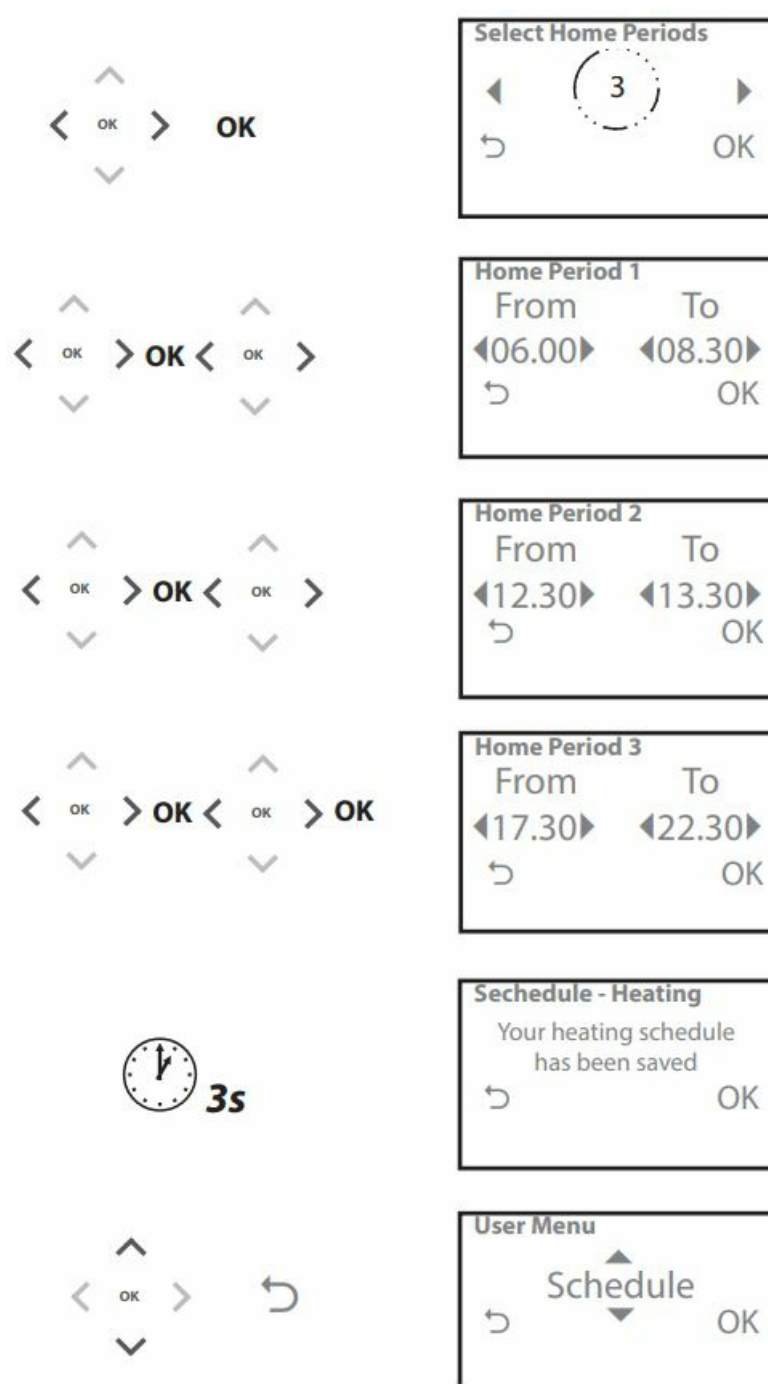 Select Home Periods
OK OK
3
OK
Home Period 1
From To
OK OK OK
06.00 08.30
OK
Home Period 2
From To
OK OK OK
12.30 13.30
OK
Home Period 3
From To
OK OK OK OK
17.30 22.30
OK
Sechedule - Heating
Your heating schedule
has been saved
3s
OK
User Menu
Schedule
OK
OK